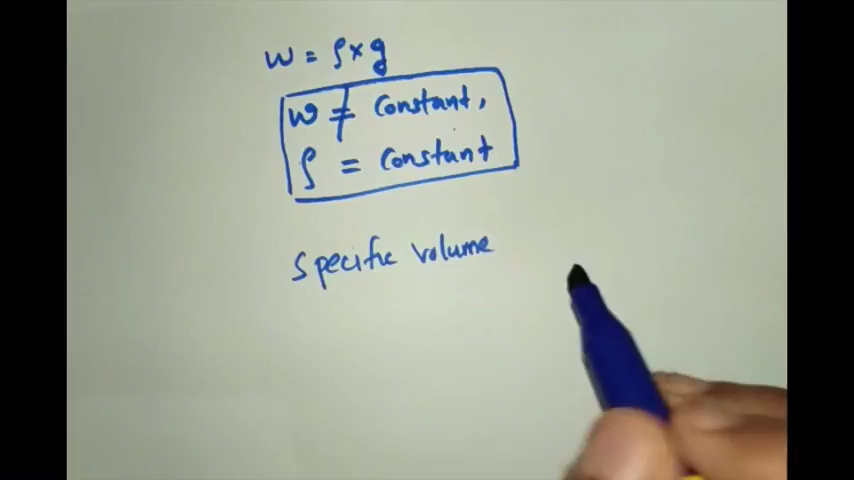 w = ρ × g
w ≠ Constant,
ρ = Constant
Specific volume